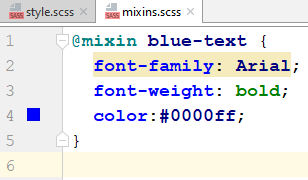 style.scss mixins.scss
1 @mixin blue-text {
2 font-family: Arial;
3 font-weight: bold;
4 color:#0000ff;
5 }
6